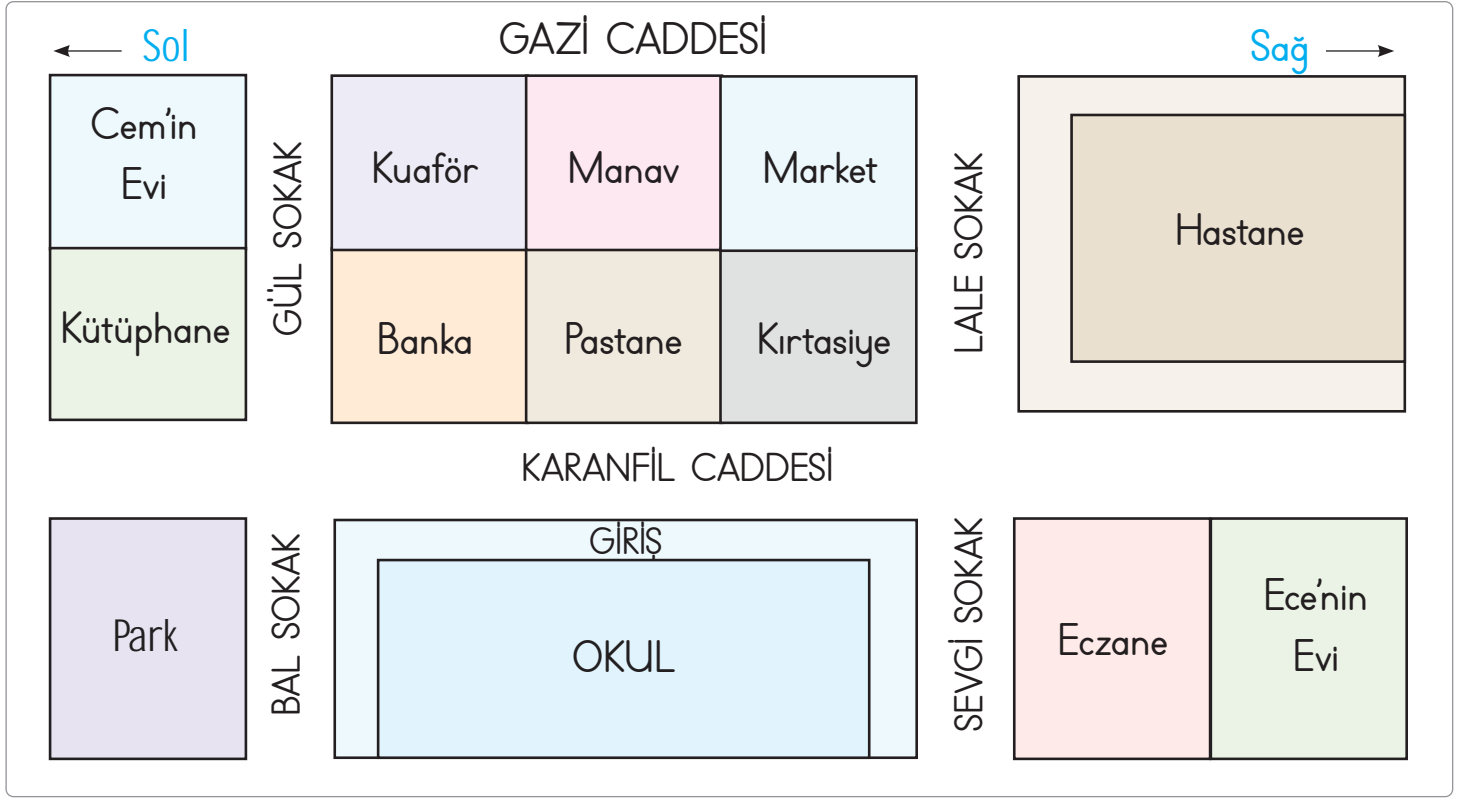 Sol
GAZİ CADDESİ
Sağ
Cem'in
Evi
GÜL SOKAK
Kuaför
Manav
Market
LALE SOKAK
Hastane
Kütüphane
Banka
Pastane
Kırtasiye
KARANFİL CADDESİ
Park
BAL SOKAK
GİRİŞ
OKUL
SEVGİ SOKAK
Eczane
Ece'nin
Evi